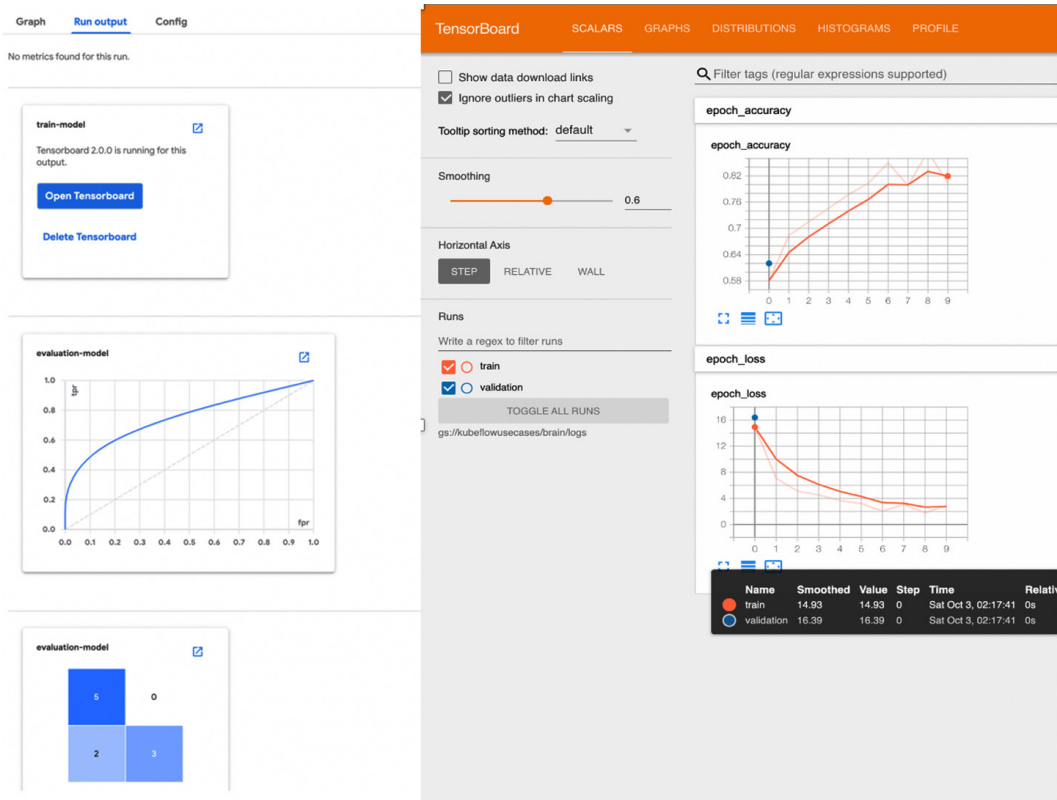 Graph Run output Config
No metrics found for this run.
train-model
Tensorboard 2.0.0 is running for this
output.
Open Tensorboard
Delete Tensorboard
evaluation-model
1.0
0.8
0.6
0.4
0.2
0.0
tpr
fpr
0.0 0.1 0.2 0.3 0.4 0.5 0.6 0.7 0.8 0.9 1.0
evaluation-model
5 0
2 3
TensorBoard SCALARS GRAPHS DISTRIBUTIONS HISTOGRAMS PROFILE
Show data download links
Ignore outliers in chart scaling
Tooltip sorting method: default
Smoothing
0.6
Horizontal Axis
STEP RELATIVE WALL
Runs
Write a regex to filter runs
train
validation
TOGGLE ALL RUNS
gs://kubeflowusecases/brain/logs
Filter tags (regular expressions supported)
epoch_accuracy
epoch_accuracy
0.82
0.76
0.7
0.64
0.58
0 1 2 3 4 5 6 7 8 9
epoch_loss
epoch_loss
16
12
8
4
0
0 1 2 3 4 5 6 7 8 9
Name Smoothed Value Step Time Relativ
train 14.93 14.93 0 Sat Oct 3, 02:17:41 0s
validation 16.39 16.39 0 Sat Oct 3, 02:17:41 0s